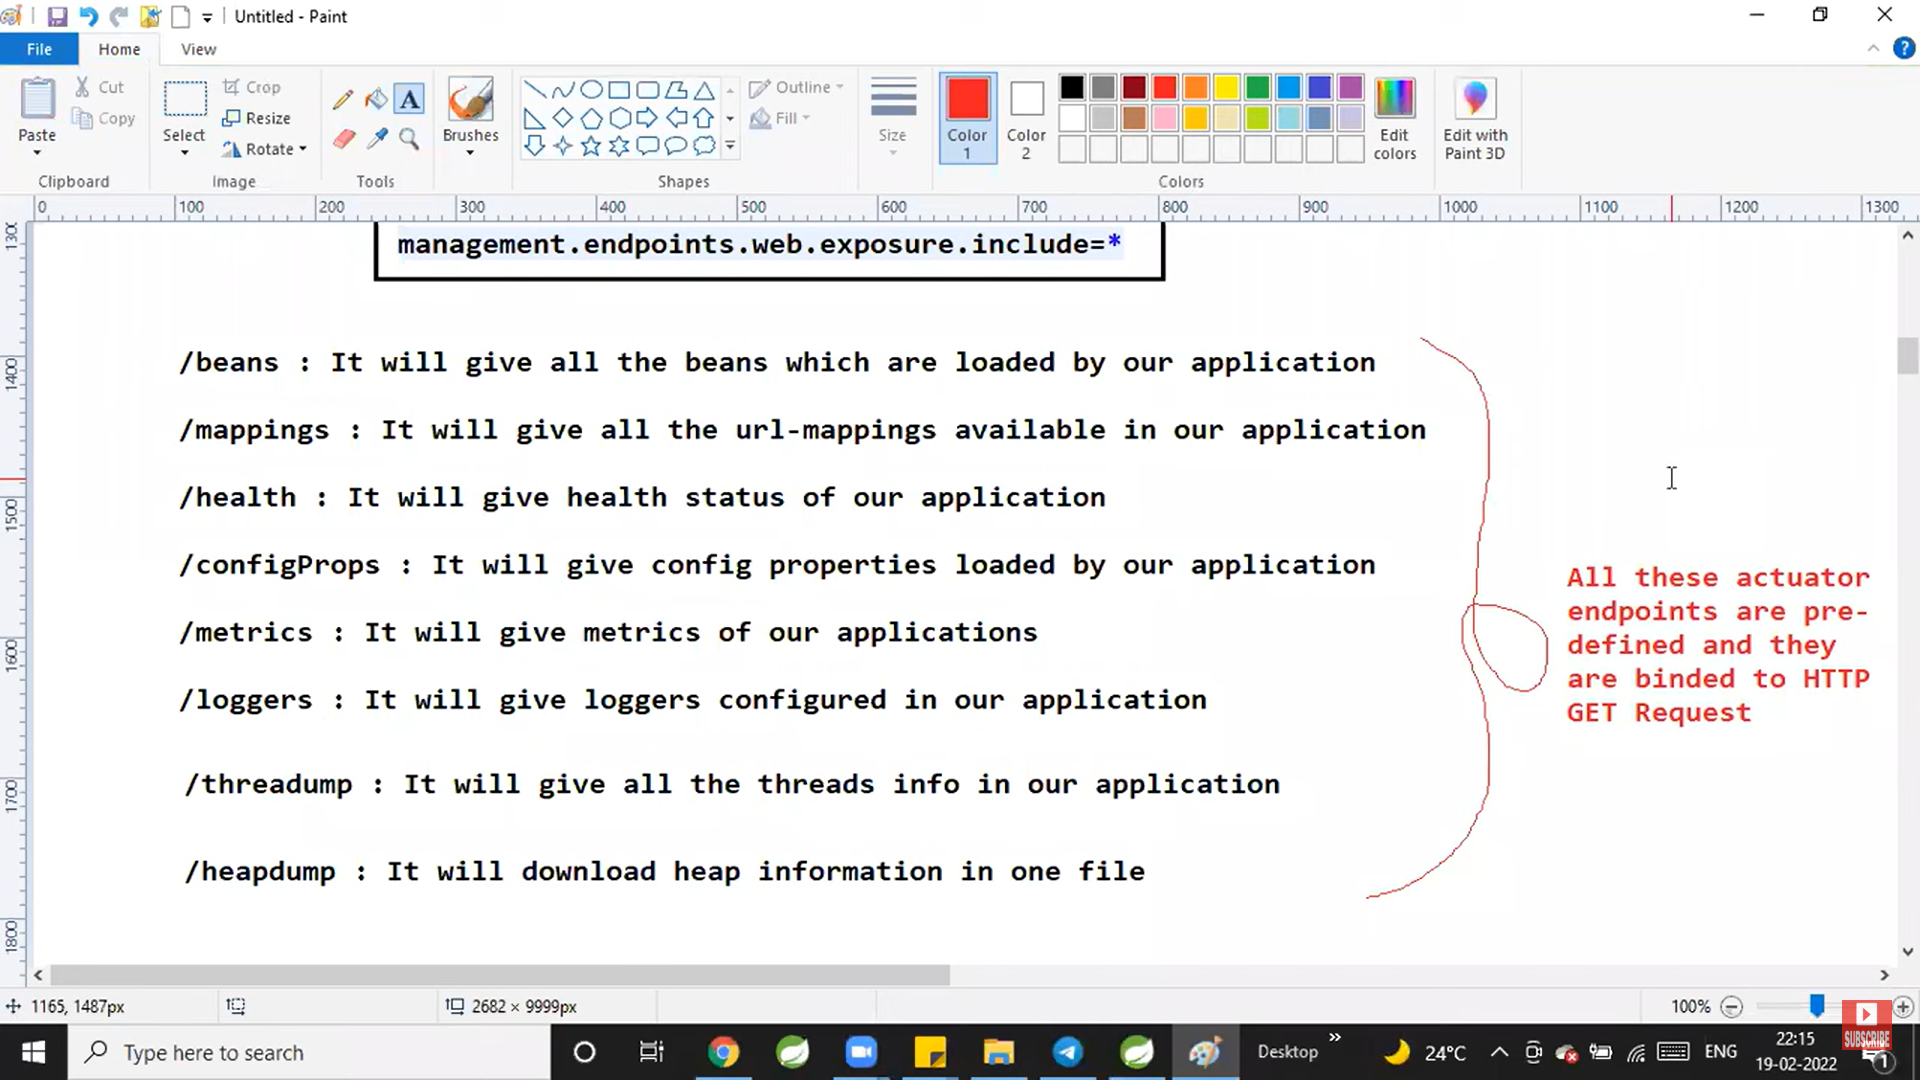 Untitled - Paint
File Home View
Paste
Cut
Copy
Clipboard
Select
Crop
Resize
Rotate
Image
A
Tools
Brushes
Shapes
Outline
Fill
Size
Color 1
Color 2
Edit colors
Colors
Edit with Paint 3D
0 100 200 300 400 500 600 700 800 900 1000 1100 1200 1300
1300
1400
1500
1600
1700
1800
management.endpoints.web.exposure.include=*
/beans : It will give all the beans which are loaded by our application
/mappings : It will give all the url-mappings available in our application
/health : It will give health status of our application
/configProps : It will give config properties loaded by our application
/metrics : It will give metrics of our applications
/loggers : It will give loggers configured in our application
/threadump : It will give all the threads info in our application
/heapdump : It will download heap information in one file
All these actuator
endpoints are pre-
defined and they
are binded to HTTP
GET Request
1165, 1487px
2682 × 9999px
100%
SUBSCRIBE
Type here to search
Desktop
24°C
ENG
22:15
19-02-2022
1